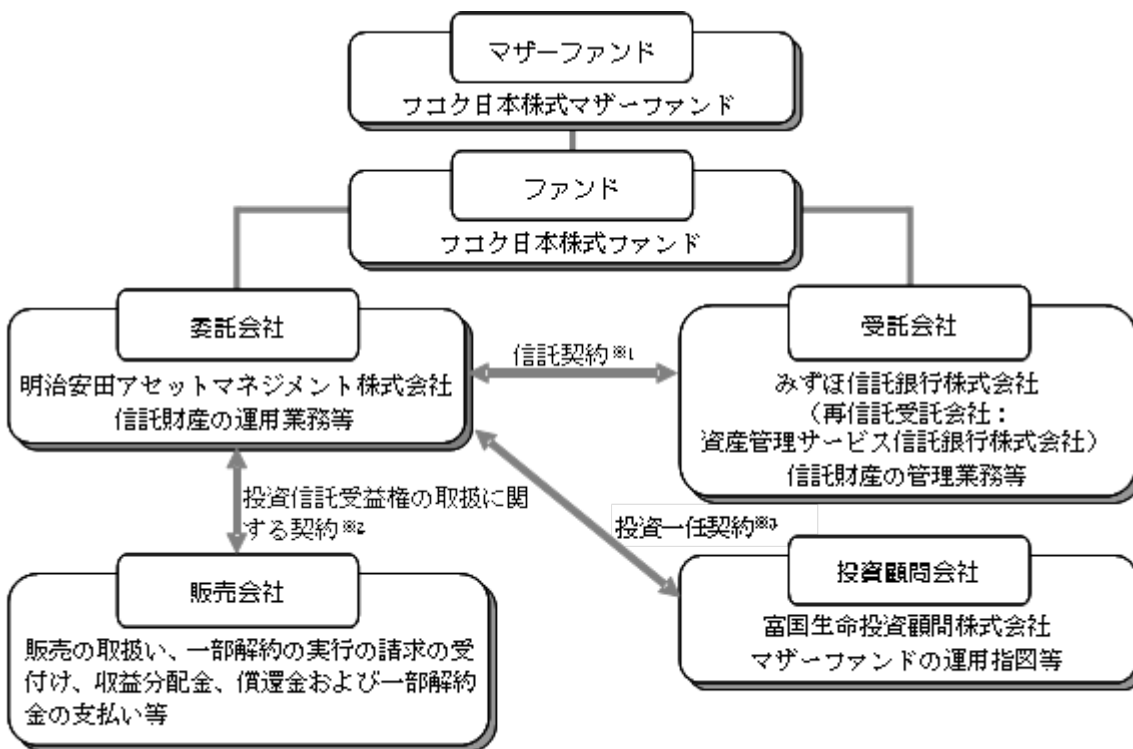 マザーファンド
フコク日本株式マザーファンド
ファンド
フコク日本株式ファンド
委託会社
明治安田アセットマネジメント株式会社
信託財産の運用業務等
信託契約※1
受託会社
みずほ信託銀行株式会社
（再信託受託会社：
資産管理サービス信託銀行株式会社）
信託財産の管理業務等
投資信託受益権の取扱に関
する契約※2
投資一任契約※3
販売会社
販売の取扱い、一部解約の実行の請求の受
付け、収益分配金、償還金および一部解約
金の支払い等
投資顧問会社
富国生命投資顧問株式会社
マザーファンドの運用指図等